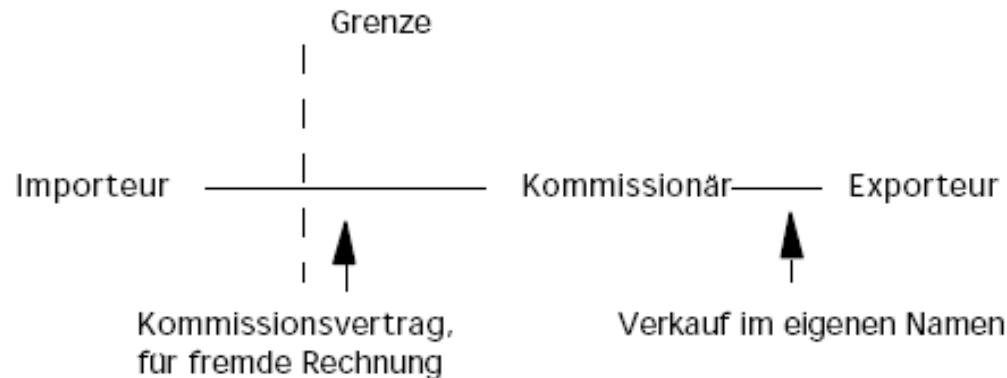 Grenze
Importeur Kommissionär Exporteur
Kommissionsvertrag,
für fremde Rechnung
Verkauf im eigenen Namen